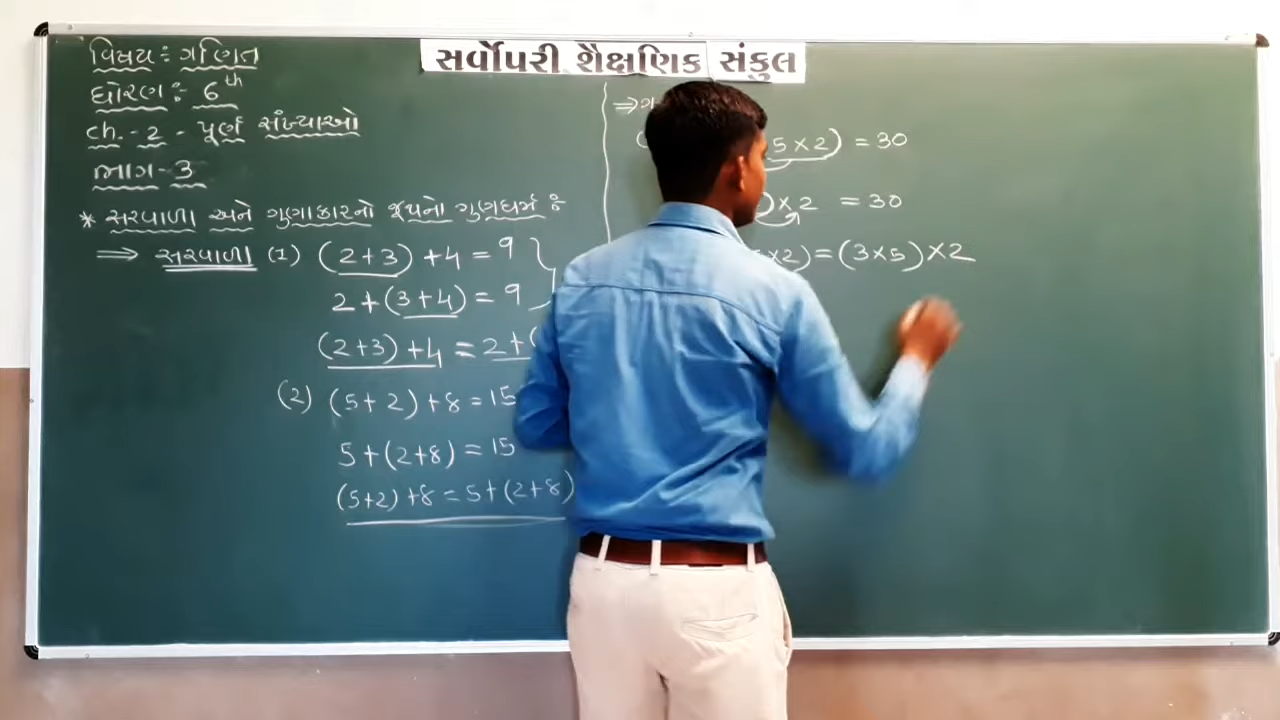 સર્વોપરી શૈક્ષણિક સંકુલ
વિષય : ગણિત
ધોરણ : 6th
ch. - 2 - પૂર્ણ સંખ્યાઓ
ભાગ - 3
* સરવાળા અને ગુણાકારનો જૂથનો ગુણધર્મ :
⇒ સરવાળા (1) (2+3) +4 = 9
2 + (3+4) = 9
(2+3) + 4 = 2+(
(2) (5+2) +8 = 15
5+(2+8) = 15
(5+2) +8 = 5+(2+8)
⇒
5×2) = 30
)×2 = 30
×2) = (3×5) ×2